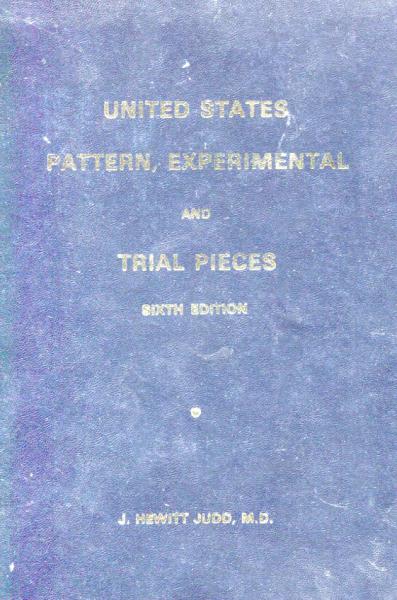 UNITED STATES
PATTERN, EXPERIMENTAL
AND
TRIAL PIECES
SIXTH EDITION
J. HEWITT JUDD, M.D.